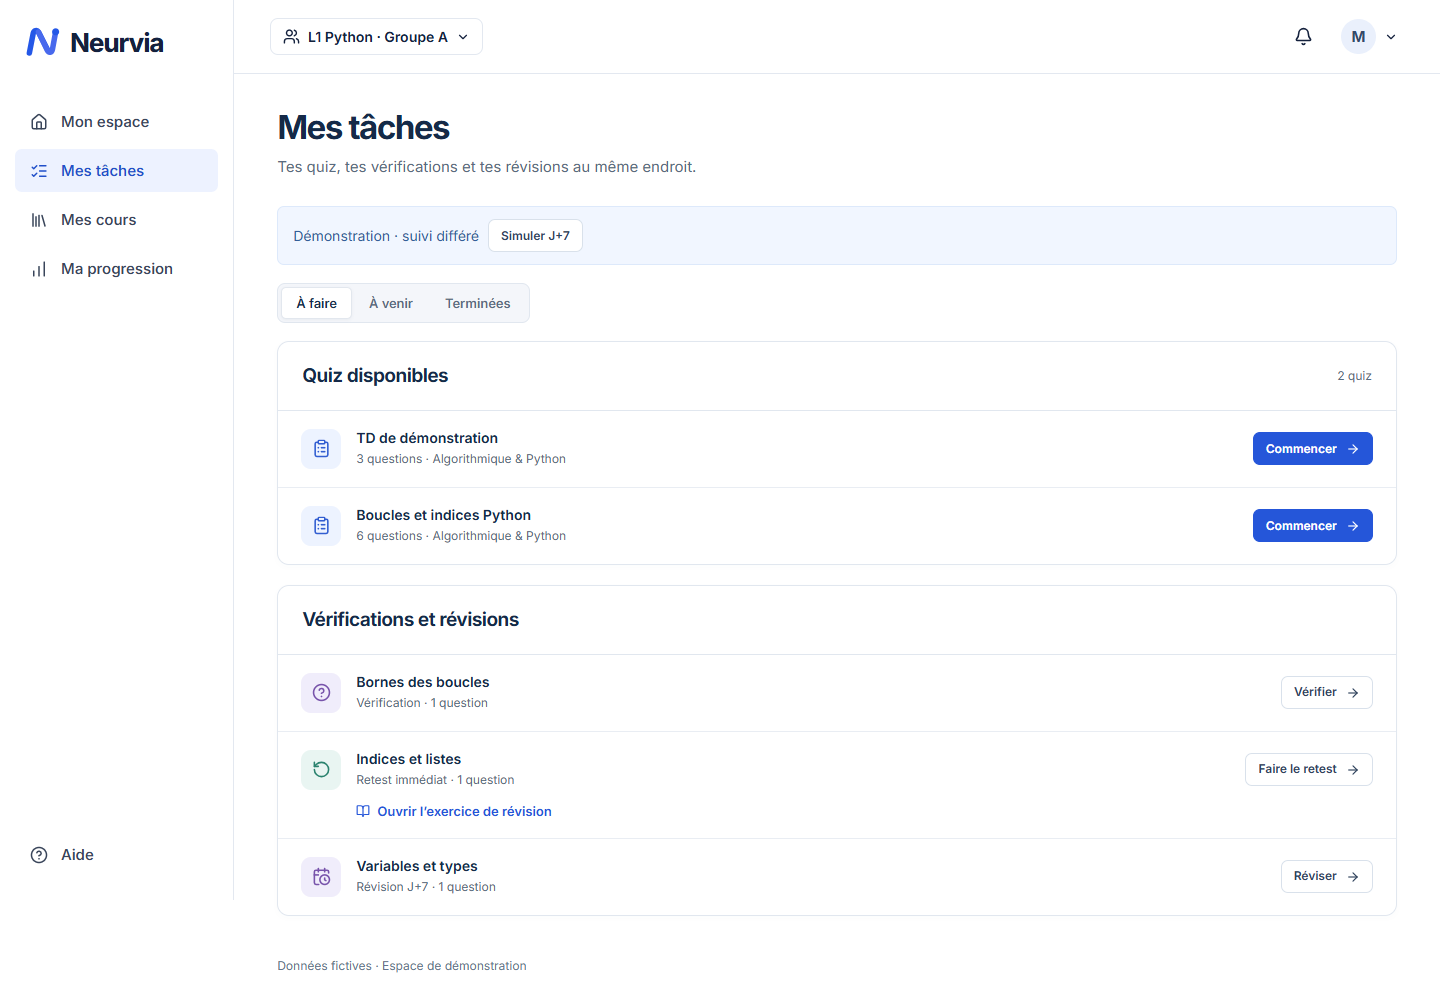 Neurvia
L1 Python · Groupe A
M
Mon espace
Mes tâches
Mes cours
Ma progression
Aide
Mes tâches
Tes quiz, tes vérifications et tes révisions au même endroit.
Démonstration · suivi différé
Simuler J+7
À faire
À venir
Terminées
Quiz disponibles
2 quiz
TD de démonstration
3 questions · Algorithmique & Python
Commencer
Boucles et indices Python
6 questions · Algorithmique & Python
Commencer
Vérifications et révisions
Bornes des boucles
Vérification · 1 question
Vérifier
Indices et listes
Retest immédiat · 1 question
Faire le retest
Ouvrir l’exercice de révision
Variables et types
Révision J+7 · 1 question
Réviser
Données fictives · Espace de démonstration